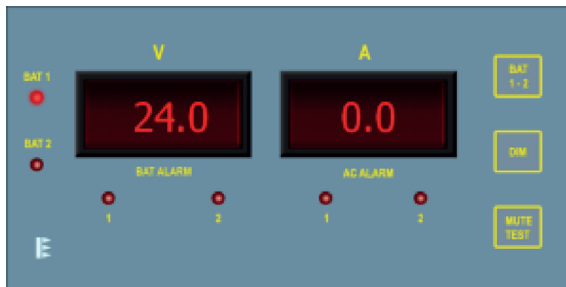 V
A
BAT 1
BAT
1 - 2
24.0
0.0
BAT 2
DIM
BAT ALARM
AC ALARM
1
2
1
2
MUTE
TEST